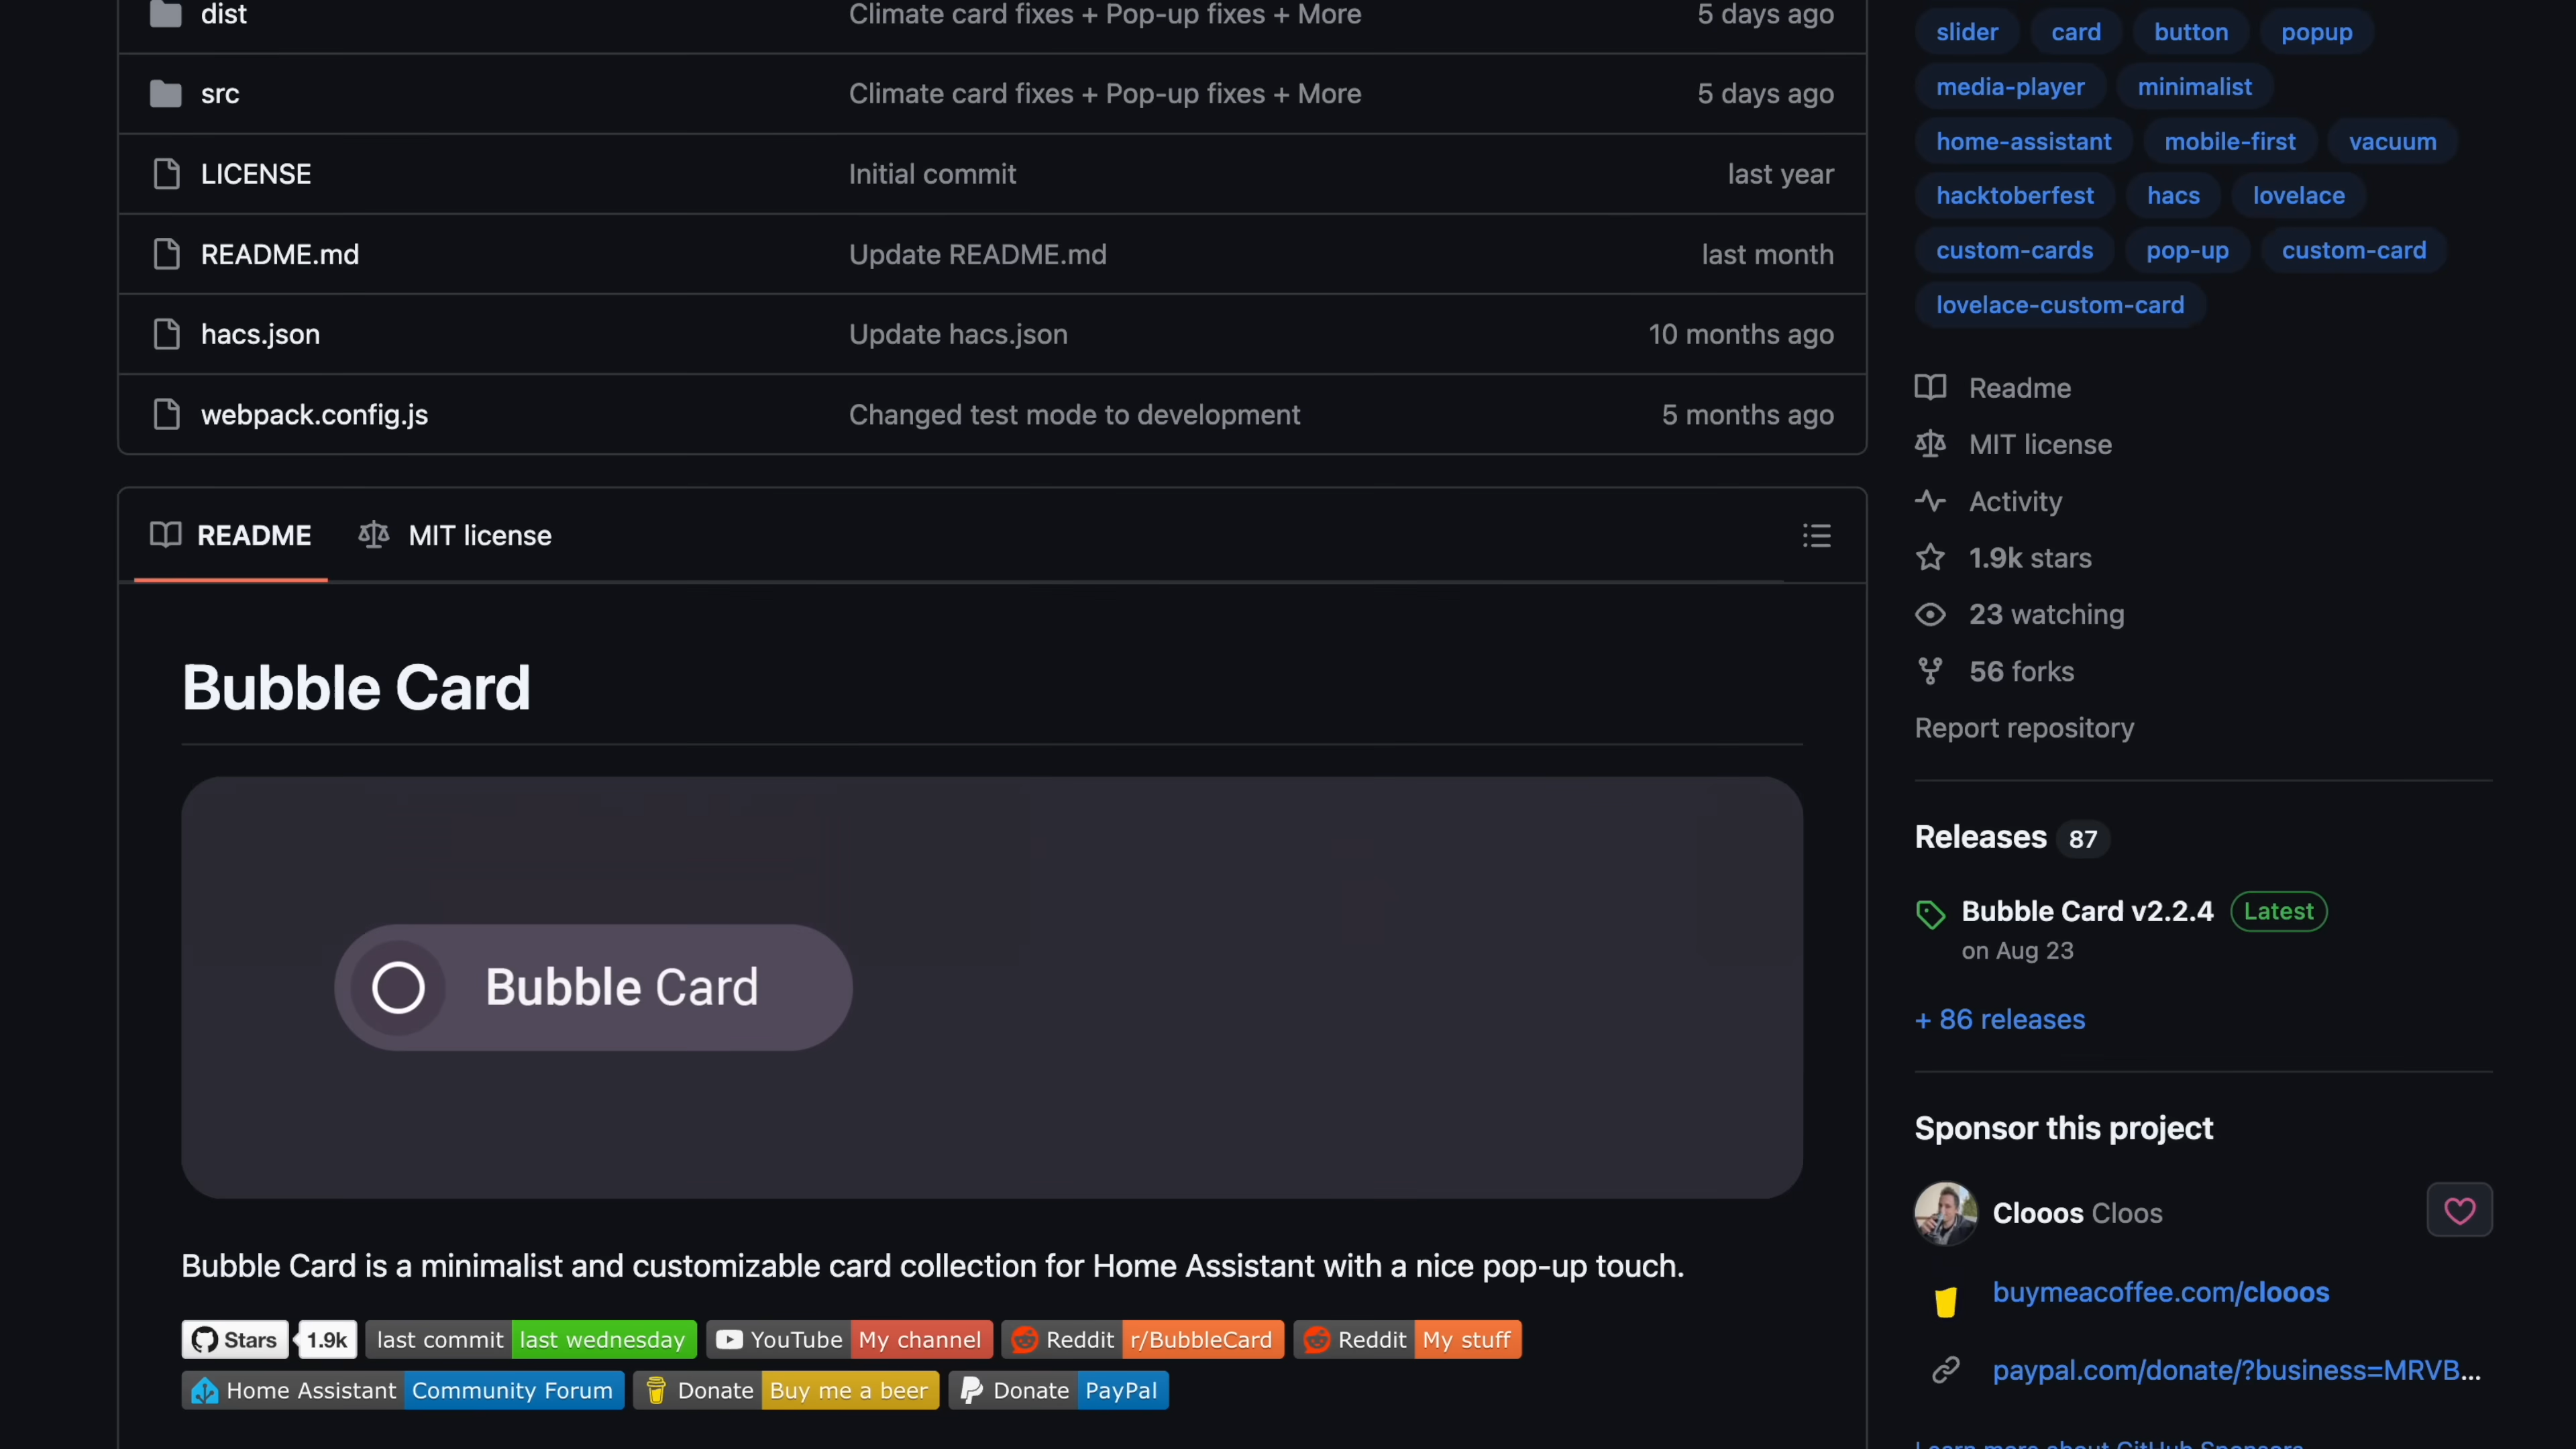 dist Climate card fixes + Pop-up fixes + More 5 days ago
src Climate card fixes + Pop-up fixes + More 5 days ago
LICENSE Initial commit last year
README.md Update README.md last month
hacs.json Update hacs.json 10 months ago
webpack.config.js Changed test mode to development 5 months ago
README MIT license
Bubble Card
Bubble Card
Bubble Card is a minimalist and customizable card collection for Home Assistant with a nice pop-up touch.
Stars 1.9k last commit last wednesday YouTube My channel Reddit r/BubbleCard Reddit My stuff
Home Assistant Community Forum Donate Buy me a beer Donate PayPal
slider card button popup
media-player minimalist
home-assistant mobile-first vacuum
hacktoberfest hacs lovelace
custom-cards pop-up custom-card
lovelace-custom-card
Readme
MIT license
Activity
1.9k stars
23 watching
56 forks
Report repository
Releases 87
Bubble Card v2.2.4 Latest
on Aug 23
+ 86 releases
Sponsor this project
Clooos Cloos
buymeacoffee.com/clooos
paypal.com/donate/?business=MRVB...
Learn more about GitHub Sponsors